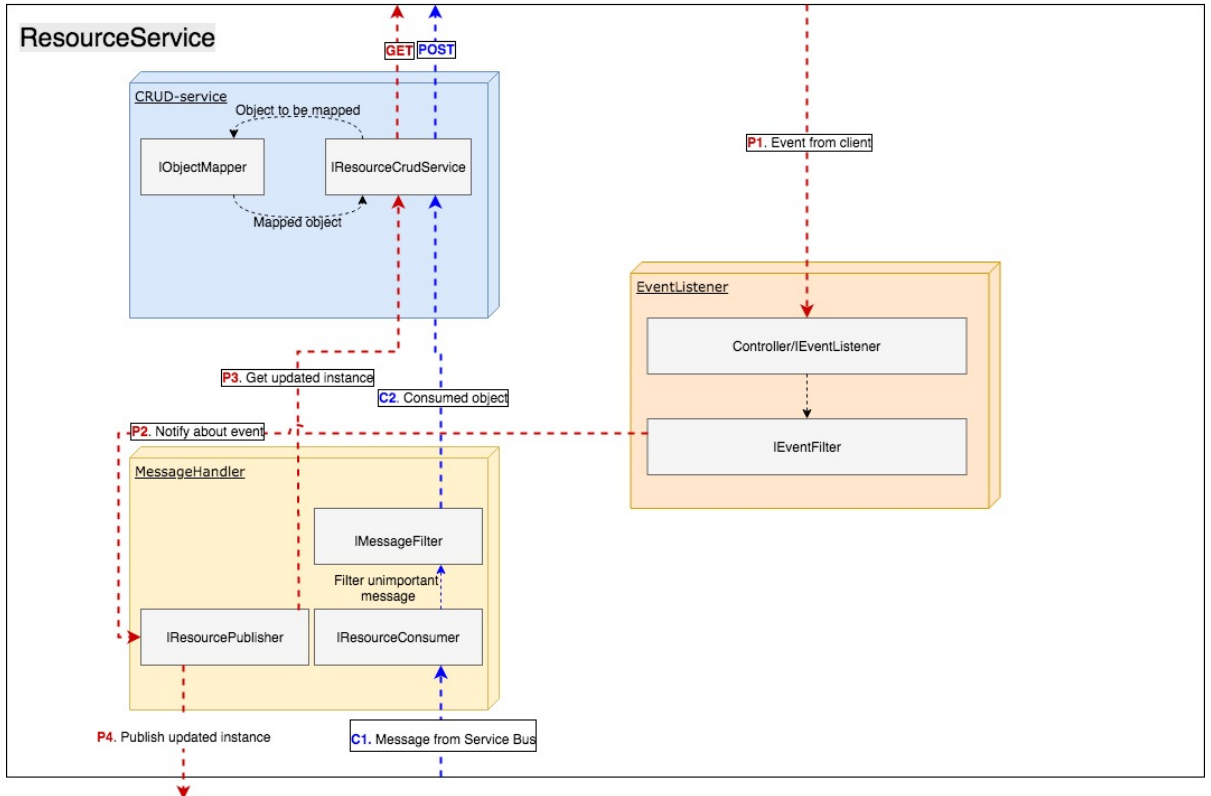 ResourceService
GET
POST
CRUD-service
Object to be mapped
IObjectMapper
IResourceCrudService
Mapped object
P1. Event from client
EventListener
Controller/IEventListener
IEventFilter
P3. Get updated instance
C2. Consumed object
P2. Notify about event
MessageHandler
IMessageFilter
Filter unimportant
message
IResourcePublisher
IResourceConsumer
P4. Publish updated instance
C1. Message from Service Bus